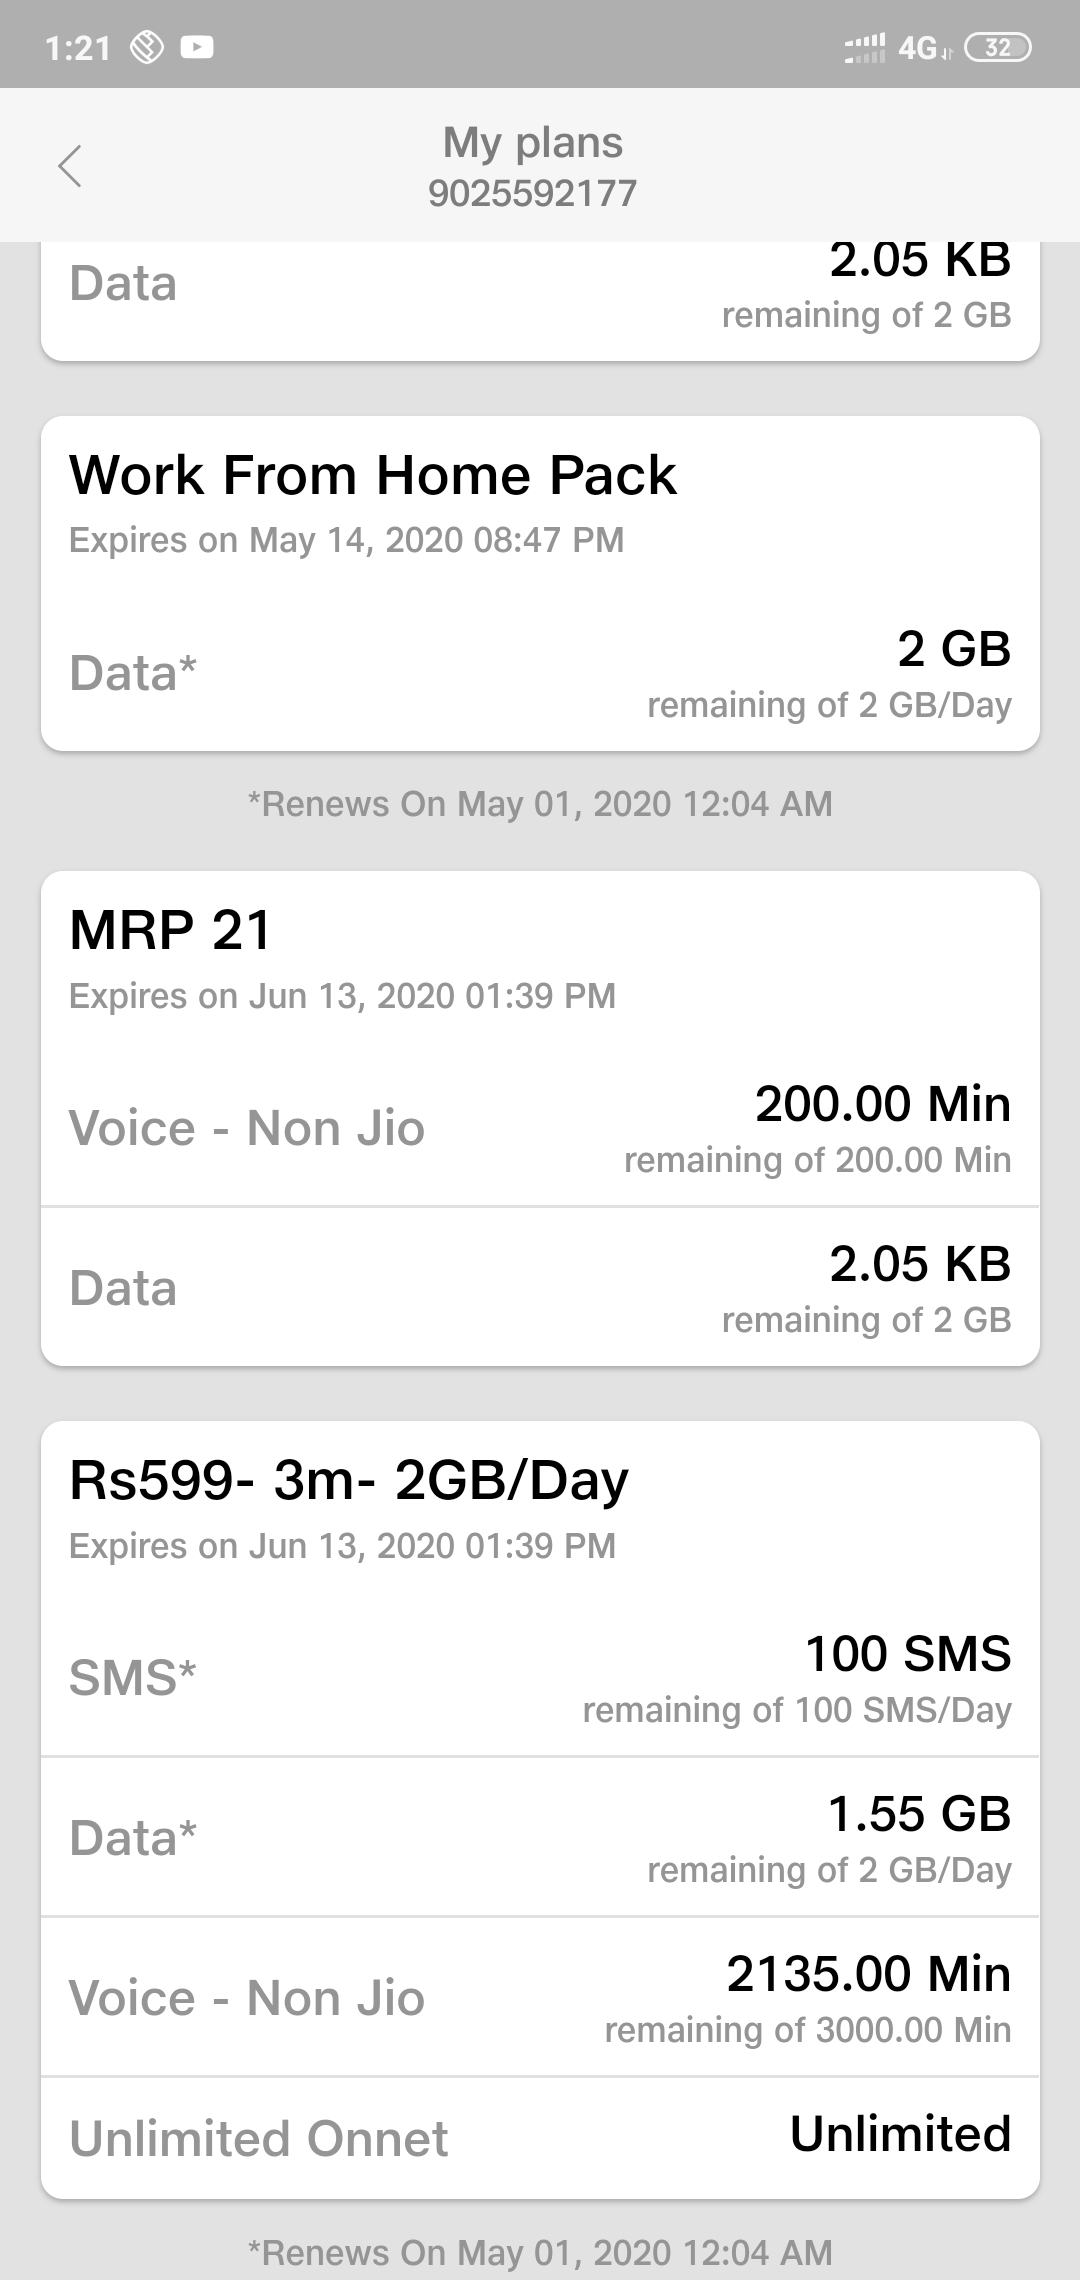 1:21
4G
32
My plans
9025592177
Data
2.05 KB
remaining of 2 GB
Work From Home Pack
Expires on May 14, 2020 08:47 PM
Data*
2 GB
remaining of 2 GB/Day
*Renews On May 01, 2020 12:04 AM
MRP 21
Expires on Jun 13, 2020 01:39 PM
Voice - Non Jio
200.00 Min
remaining of 200.00 Min
Data
2.05 KB
remaining of 2 GB
Rs599- 3m- 2GB/Day
Expires on Jun 13, 2020 01:39 PM
SMS*
100 SMS
remaining of 100 SMS/Day
Data*
1.55 GB
remaining of 2 GB/Day
Voice - Non Jio
2135.00 Min
remaining of 3000.00 Min
Unlimited Onnet
Unlimited
*Renews On May 01, 2020 12:04 AM